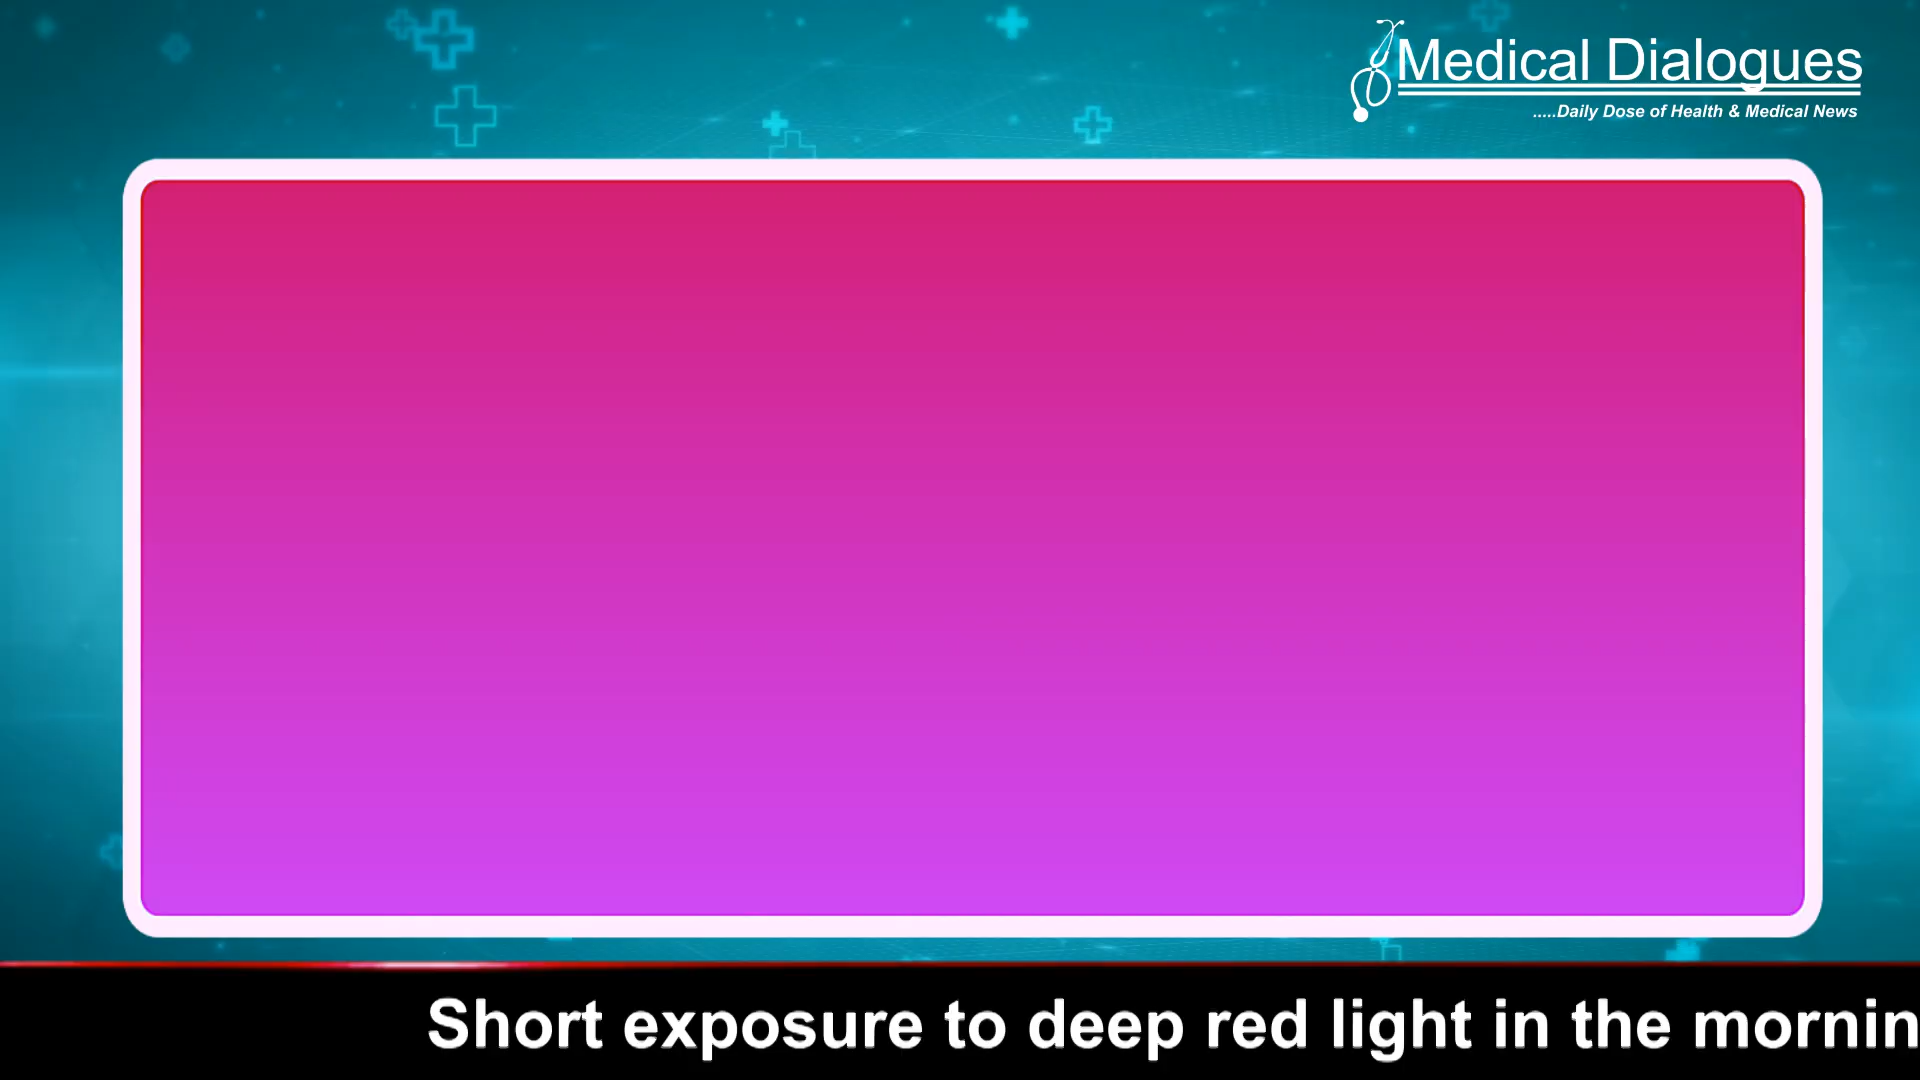 Medical Dialogues
.....Daily Dose of Health & Medical News
Short exposure to deep red light in the mornin